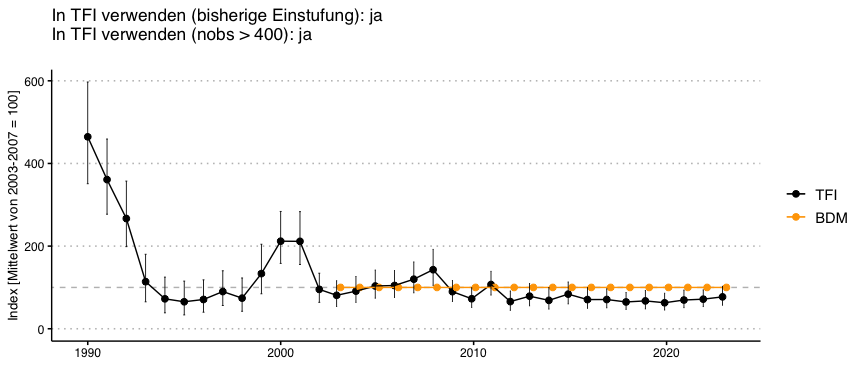 In TFI verwenden (bisherige Einstufung): ja
In TFI verwenden (nobs > 400): ja
Index [Mittelwert von 2003-2007 = 100]
600
400
200
0
1990
2000
2010
2020
TFI
BDM